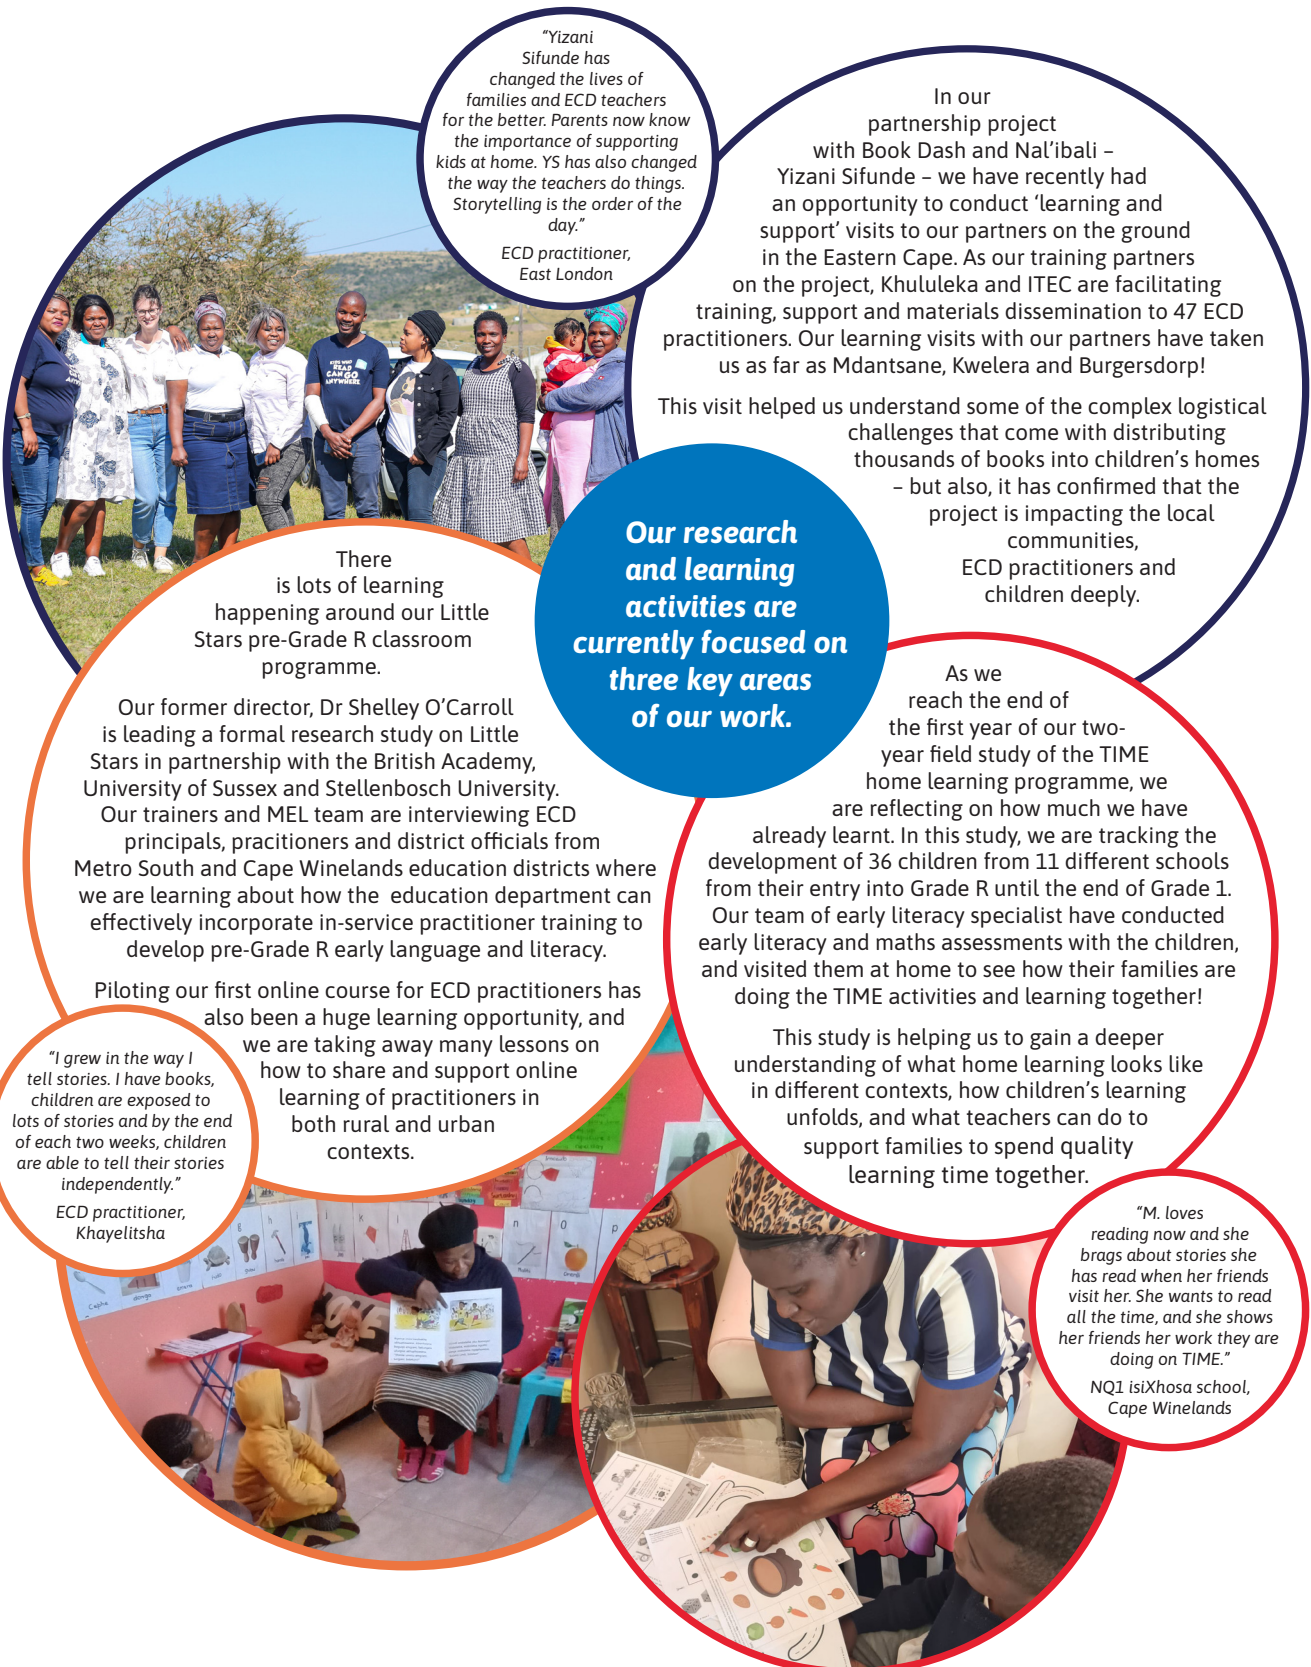 “Yizani
Sifunde has
changed the lives of
families and ECD teachers
for the better. Parents now know
the importance of supporting
kids at home. YS has also changed
the way the teachers do things.
Storytelling is the order of the
day.”
ECD practitioner,
East London
In our
partnership project
with Book Dash and Nal’ibali –
Yizani Sifunde – we have recently had
an opportunity to conduct ‘learning and
support’ visits to our partners on the ground
in the Eastern Cape. As our training partners
on the project, Khululeka and ITEC are facilitating
training, support and materials dissemination to 47 ECD
practitioners. Our learning visits with our partners have taken
us as far as Mdantsane, Kwelera and Burgersdorp!
This visit helped us understand some of the complex logistical
challenges that come with distributing
thousands of books into children’s homes
– but also, it has confirmed that the
project is impacting the local
communities,
ECD practitioners and
children deeply.
KIDS WHO
READ
CAN GO
ANYWHERE
Our research
and learning
activities are
currently focused on
three key areas
of our work.
There
is lots of learning
happening around our Little
Stars pre-Grade R classroom
programme.
Our former director, Dr Shelley O’Carroll
is leading a formal research study on Little
Stars in partnership with the British Academy,
University of Sussex and Stellenbosch University.
Our trainers and MEL team are interviewing ECD
principals, pracitioners and district officials from
Metro South and Cape Winelands education districts where
we are learning about how the  education department can
effectively incorporate in-service practitioner training to
develop pre-Grade R early language and literacy.
Piloting our first online course for ECD practitioners has
also been a huge learning opportunity, and
we are taking away many lessons on
how to share and support online
learning of practitioners in
both rural and urban
contexts.
“I grew in the way I
tell stories. I have books,
children are exposed to
lots of stories and by the end
of each two weeks, children
are able to tell their stories
independently.”
ECD practitioner,
Khayelitsha
As we
reach the end of
the first year of our two-
year field study of the TIME
home learning programme, we
are reflecting on how much we have
already learnt. In this study, we are tracking the
development of 36 children from 11 different schools
from their entry into Grade R until the end of Grade 1.
Our team of early literacy specialist have conducted
early literacy and maths assessments with the children,
and visited them at home to see how their families are
doing the TIME activities and learning together!
This study is helping us to gain a deeper
understanding of what home learning looks like
in different contexts, how children’s learning
unfolds, and what teachers can do to
support families to spend quality
learning time together.
“M. loves
reading now and she
brags about stories she
has read when her friends
visit her. She wants to read
all the time, and she shows
her friends her work they are
doing on TIME.”
NQ1 isiXhosa school,
Cape Winelands
g h i k n o p